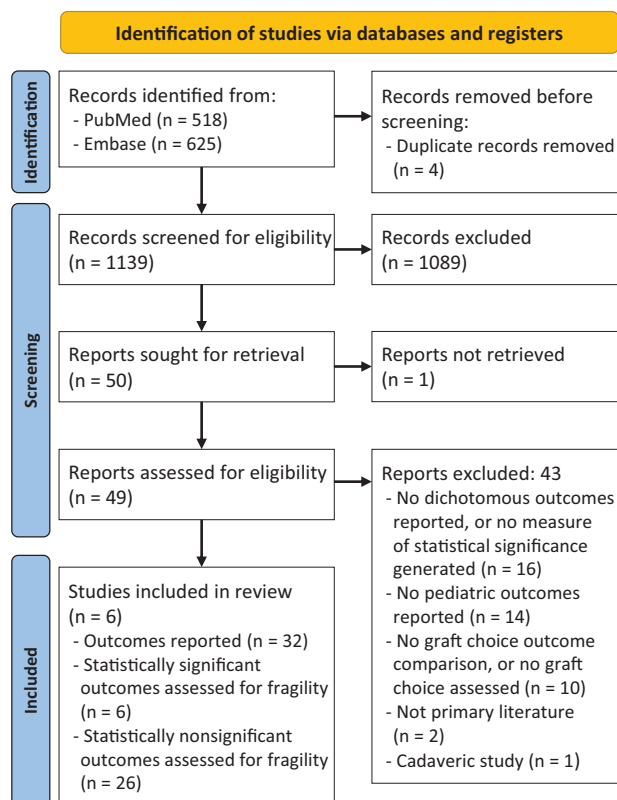 Identification of studies via databases and registers
Identification
Records identified from:
- PubMed (n = 518)
- Embase (n = 625)
Records removed before
screening:
- Duplicate records removed
(n = 4)
Screening
Records screened for eligibility
(n = 1139)
Records excluded
(n = 1089)
Reports sought for retrieval
(n = 50)
Reports not retrieved
(n = 1)
Reports assessed for eligibility
(n = 49)
Reports excluded: 43
- No dichotomous outcomes
reported, or no measure
of statistical significance
generated (n = 16)
- No pediatric outcomes
reported (n = 14)
- No graft choice outcome
comparison, or no graft
choice assessed (n = 10)
- Not primary literature
(n = 2)
- Cadaveric study (n = 1)
Included
Studies included in review
(n = 6)
- Outcomes reported (n = 32)
- Statistically significant
outcomes assessed for fragility
(n = 6)
- Statistically nonsignificant
outcomes assessed for fragility
(n = 26)